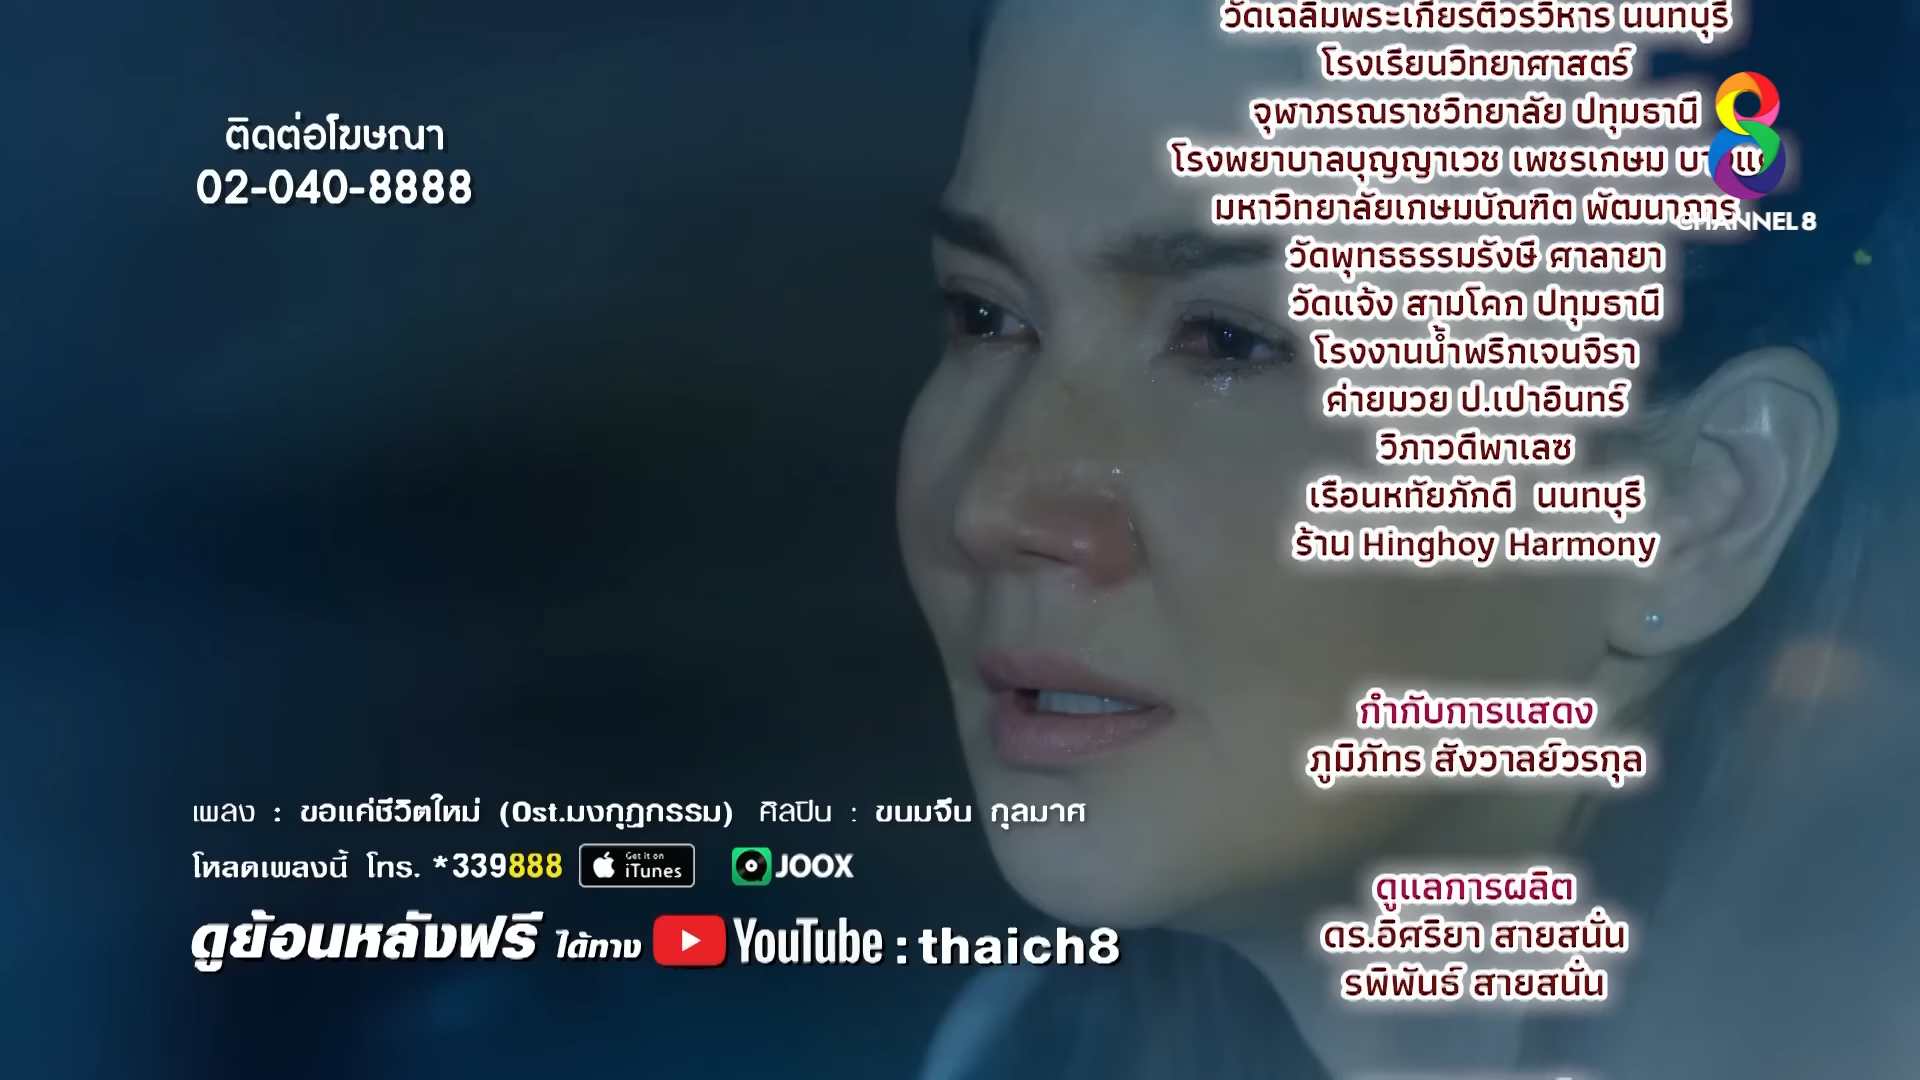 ติดต่อโฆษณา
02-040-8888
วัดเฉลิมพระเกียรติวรวิหาร นนทบุรี
โรงเรียนวิทยาศาสตร์
จุฬาภรณราชวิทยาลัย ปทุมธานี
โรงพยาบาลบุญญาเวช เพชรเกษม
มหาวิทยาลัยเกษมบัณฑิต พัฒนาการ
วัดพุทธธรรมรังษี ศาลายา
วัดแจ้ง สามโคก ปทุมธานี
โรงงานน้ำพริกเจนจิรา
ค่ายมวย ป.เปาอินทร์
วิภาวดีพาเลซ
เรือนหทัยภักดี นนทบุรี
ร้าน Hinghoy Harmony
กำกับการแสดง
ภูมิภัทร สังวาลย์วรกุล
ดูแลการผลิต
ดร.อิศริยา สายสนั่น
รพิพันธ์ สายสนั่น
8
CHANNEL 8
เพลง : ขอแค่ชีวิตใหม่ (Ost.มงกุฎกรรม) ศิลปิน : ขนมจีน กุลมาศ
โหลดเพลงนี้ โทร. *339888 Get it on iTunes JOOX
ดูย้อนหลังฟรี ได้ทาง YouTube : thaich8